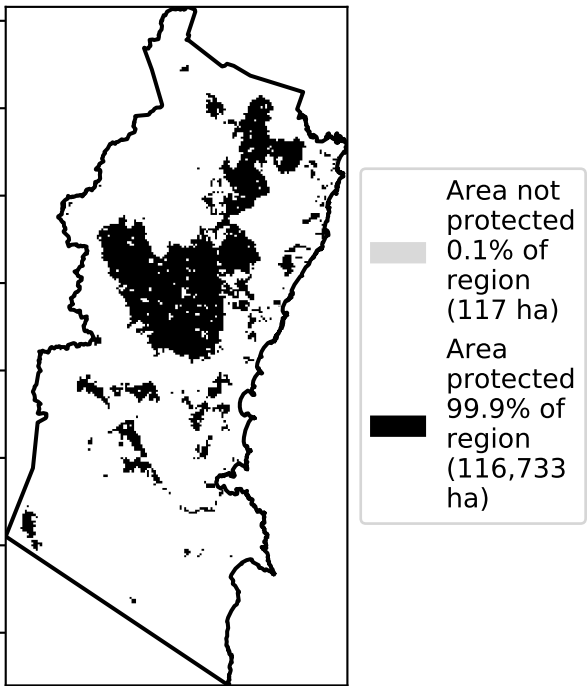 Area not
protected
0.1% of
region
(117 ha)
Area
protected
99.9% of
region
(116,733
ha)